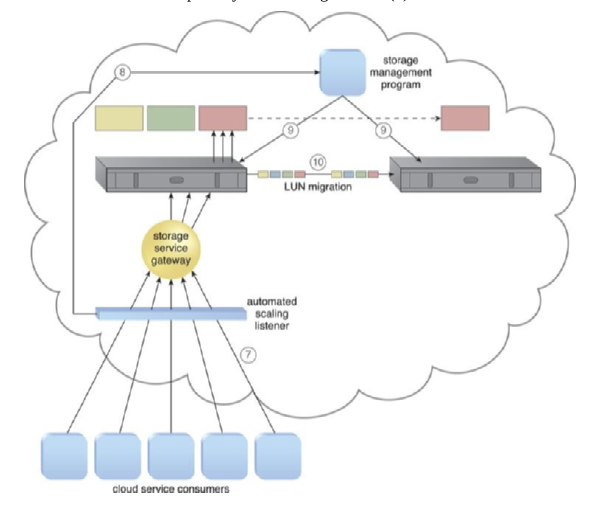 8
storage
management
program
9
9
10
LUN migration
storage
service
gateway
automated
scaling
listener
7
cloud service consumers